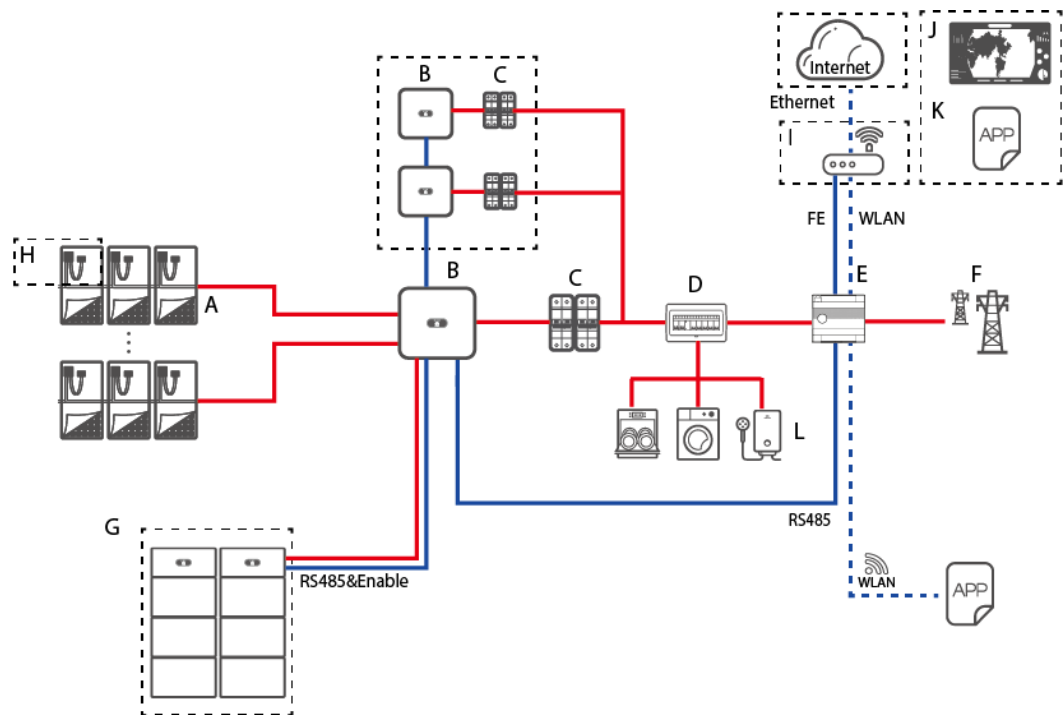 J
Internet
B
C
Ethernet
K
APP
I
FE
WLAN
H
B
A
C
D
E
F
L
RS485
G
RS485&Enable
WLAN
APP